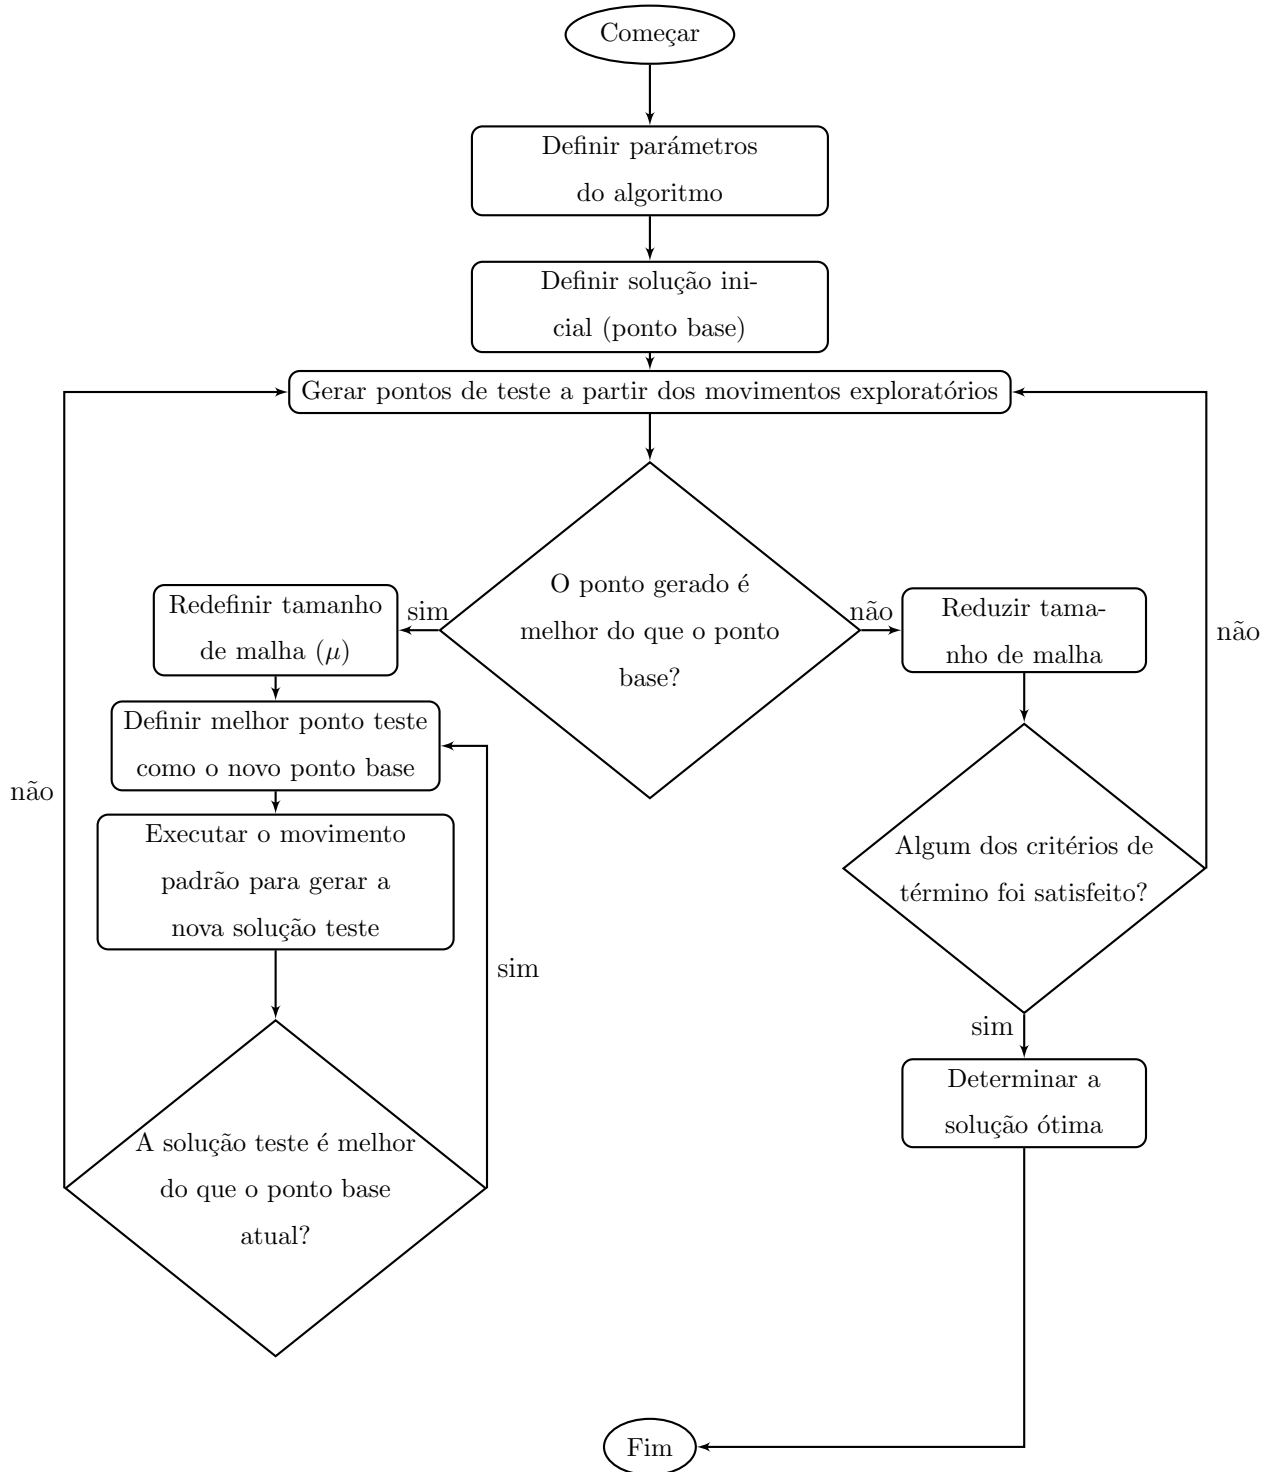 Começar
Definir parámetros
do algoritmo
Definir solução ini-
cial (ponto base)
Gerar pontos de teste a partir dos movimentos exploratórios
O ponto gerado é
melhor do que o ponto
base?
sim
não
Redefinir tamanho
de malha (μ)
Definir melhor ponto teste
como o novo ponto base
Executar o movimento
padrão para gerar a
nova solução teste
A solução teste é melhor
do que o ponto base
atual?
não
sim
Reduzir tama-
nho de malha
Algum dos critérios de
término foi satisfeito?
não
sim
Determinar a
solução ótima
Fim